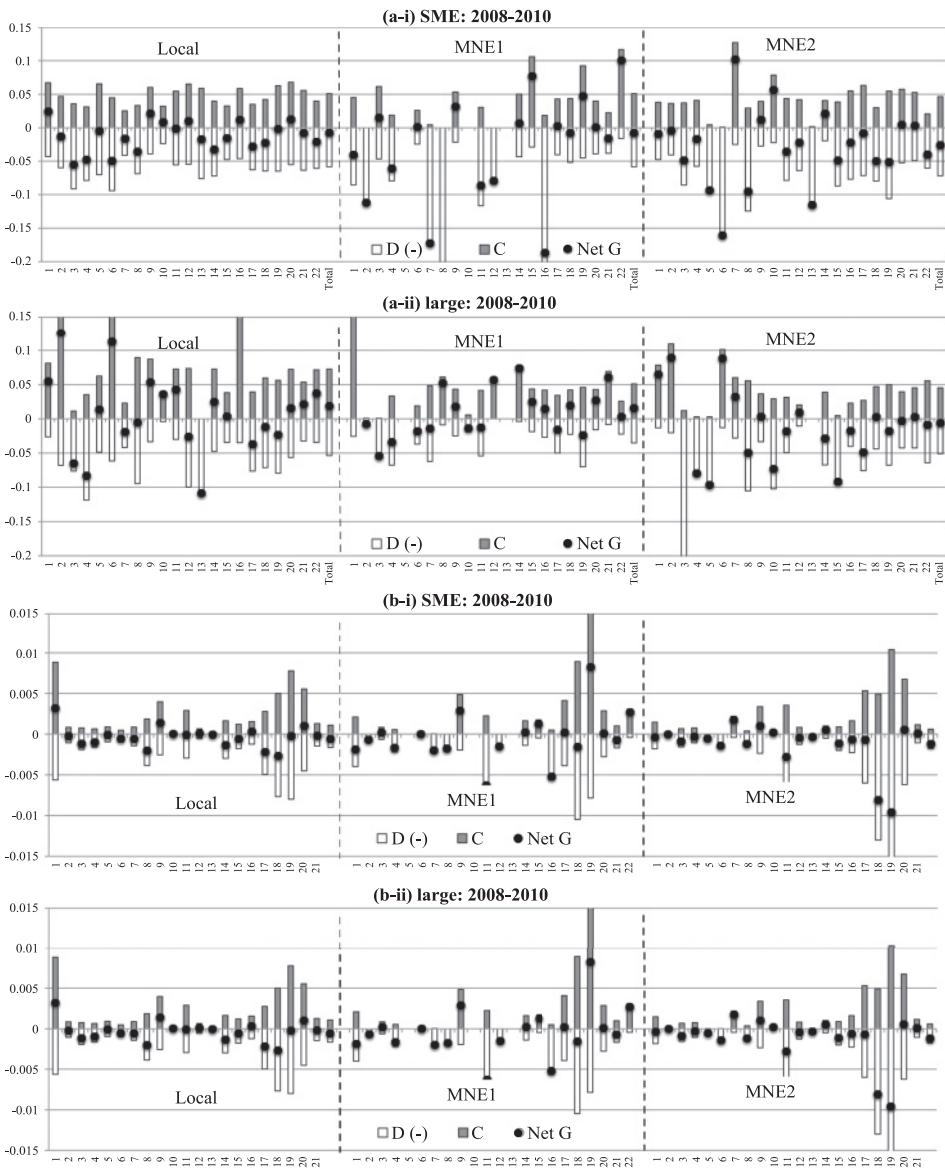 (a-i) SME: 2008-2010
Local MNE1 MNE2
0.15
0.1
0.05
0
-0.05
-0.1
-0.15
-0.2
D (-) C Net G
1 2 3 4 5 6 7 8 9 10 11 12 13 14 15 16 17 18 19 20 21 22 Total 1 2 3 4 5 6 7 8 9 10 11 12 13 14 15 16 17 18 19 20 21 22 Total 1 2 3 4 5 6 7 8 9 10 11 12 13 14 15 16 17 18 19 20 21 22 Total
(a-ii) large: 2008-2010
Local MNE1 MNE2
0.15
0.1
0.05
0
-0.05
-0.1
-0.15
-0.2
D (-) C Net G
1 2 3 4 5 6 7 8 9 10 11 12 13 14 15 16 17 18 19 20 21 22 Total 1 2 3 4 5 6 7 8 9 10 11 12 13 14 15 16 17 18 19 20 21 22 Total 1 2 3 4 5 6 7 8 9 10 11 12 13 14 15 16 17 18 19 20 21 22 Total
(b-i) SME: 2008-2010
0.015
0.01
0.005
0
-0.005
-0.01
-0.015
Local MNE1 MNE2
D (-) C Net G
1 2 3 4 5 6 7 8 9 10 11 12 13 14 15 16 17 18 19 20 21 1 2 3 4 5 6 7 8 9 10 11 12 13 14 15 16 17 18 19 20 21 22 1 2 3 4 5 6 7 8 9 10 11 12 13 14 15 16 17 18 19 20 21
(b-ii) large: 2008-2010
0.015
0.01
0.005
0
-0.005
-0.01
-0.015
Local MNE1 MNE2
D (-) C Net G
1 2 3 4 5 6 7 8 9 10 11 12 13 14 15 16 17 18 19 20 21 1 2 3 4 5 6 7 8 9 10 11 12 13 14 15 16 17 18 19 20 21 22 1 2 3 4 5 6 7 8 9 10 11 12 13 14 15 16 17 18 19 20 21